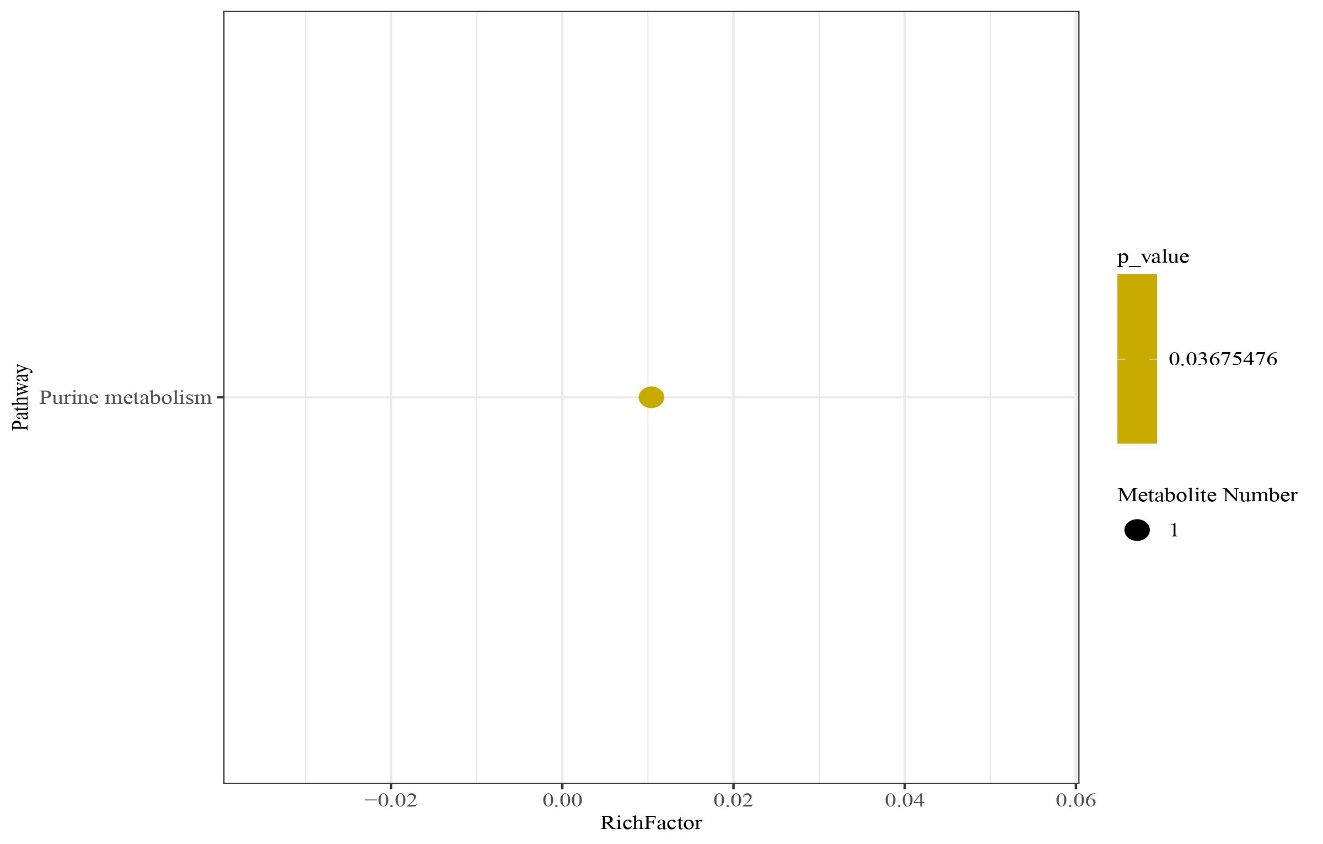 Pathway
Purine metabolism
−0.02
0.00
0.02
0.04
0.06
RichFactor
p_value
0.03675476
Metabolite Number
1